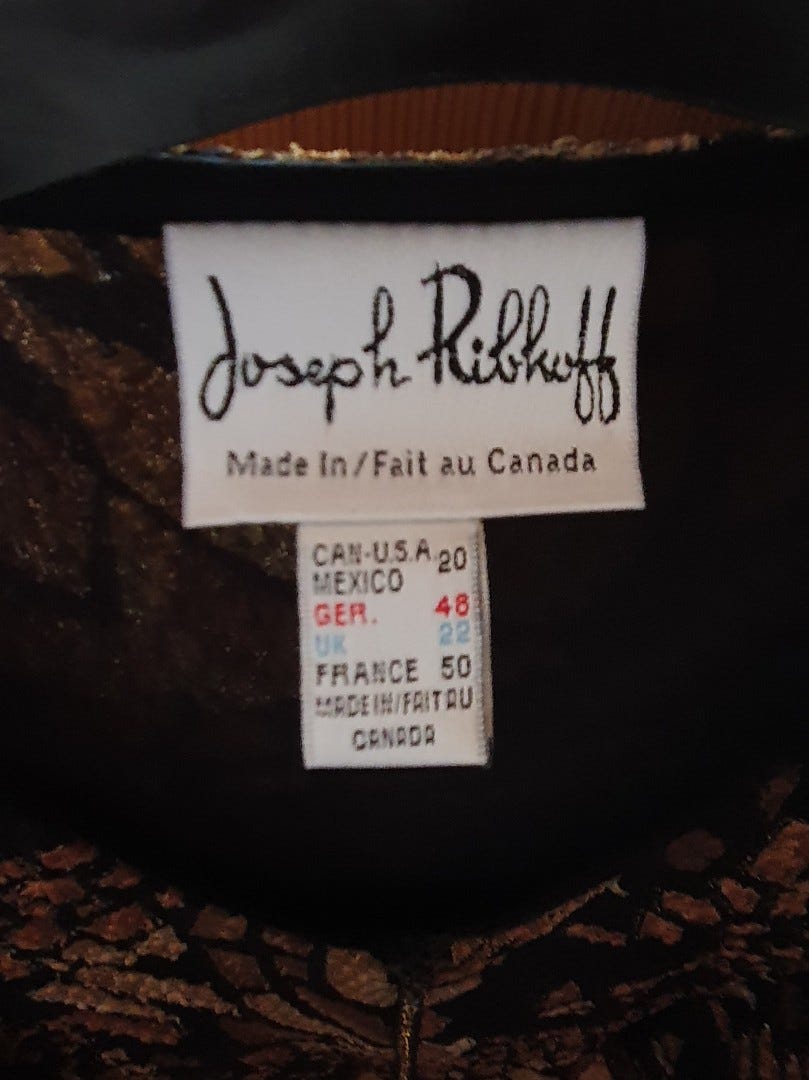 Joseph Ribkoff
Made In/Fait au Canada
CAN-U.S.A. 20
MEXICO
GER. 48
UK 22
FRANCE 50
MADE IN/FAIT AU
CANADA